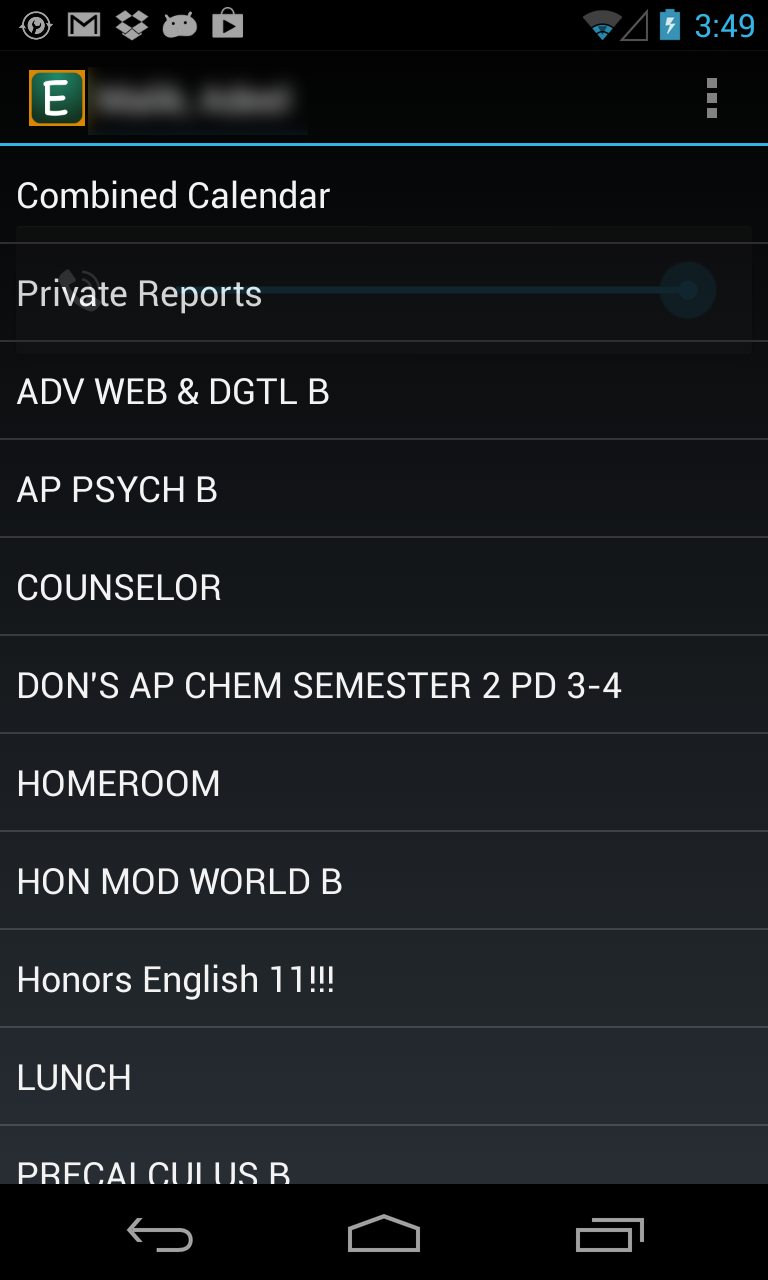 3:49
E
Combined Calendar
Private Reports
ADV WEB & DGTL B
AP PSYCH B
COUNSELOR
DON'S AP CHEM SEMESTER 2 PD 3-4
HOMEROOM
HON MOD WORLD B
Honors English 11!!!
LUNCH
PRECALCULUS B